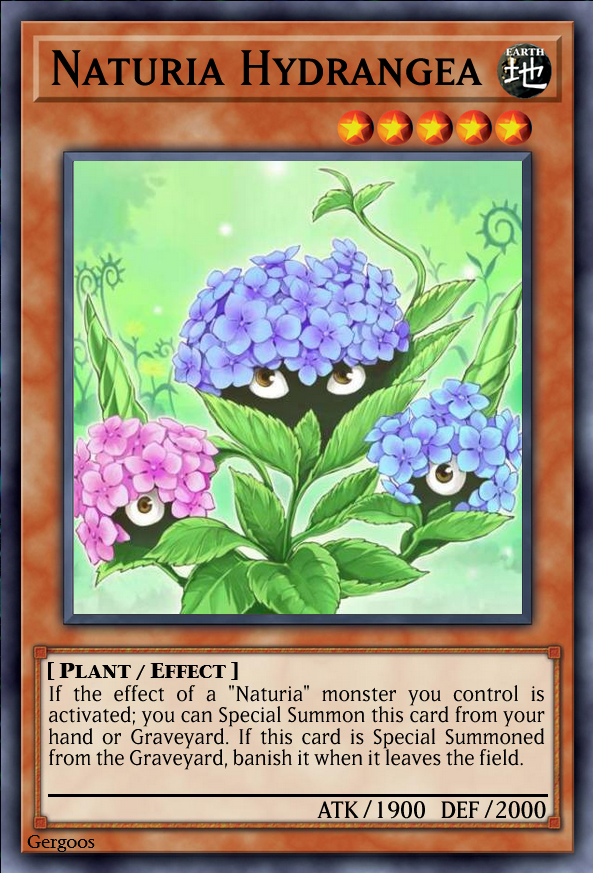 Naturia Hydrangea
EARTH
地
[ Plant / Effect ]
If the effect of a "Naturia" monster you control is
activated; you can Special Summon this card from your
hand or Graveyard. If this card is Special Summoned
from the Graveyard, banish it when it leaves the field.
ATK/1900 DEF/2000
Gergoos